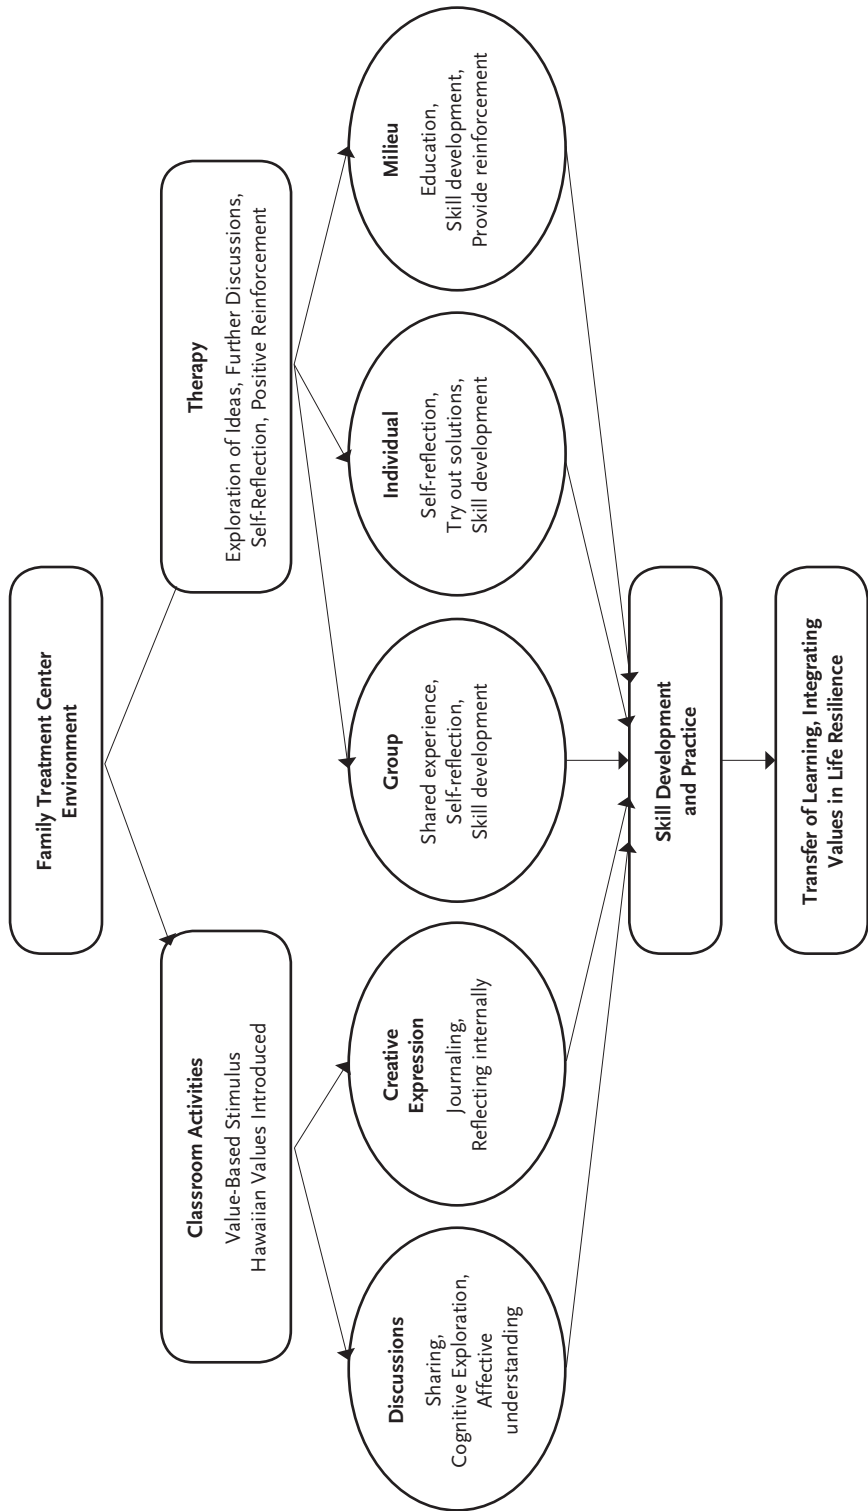 Family Treatment Center
Environment
Classroom Activities
Value-Based Stimulus
Hawaiian Values Introduced
Therapy
Exploration of Ideas, Further Discussions,
Self-Reflection, Positive Reinforcement
Discussions
Sharing,
Cognitive Exploration,
Affective
understanding
Creative
Expression
Journaling,
Reflecting internally
Group
Shared experience,
Self-reflection,
Skill development
Individual
Self-reflection,
Try out solutions,
Skill development
Milieu
Education,
Skill development,
Provide reinforcement
Skill Development
and Practice
Transfer of Learning, Integrating
Values in Life Resilience